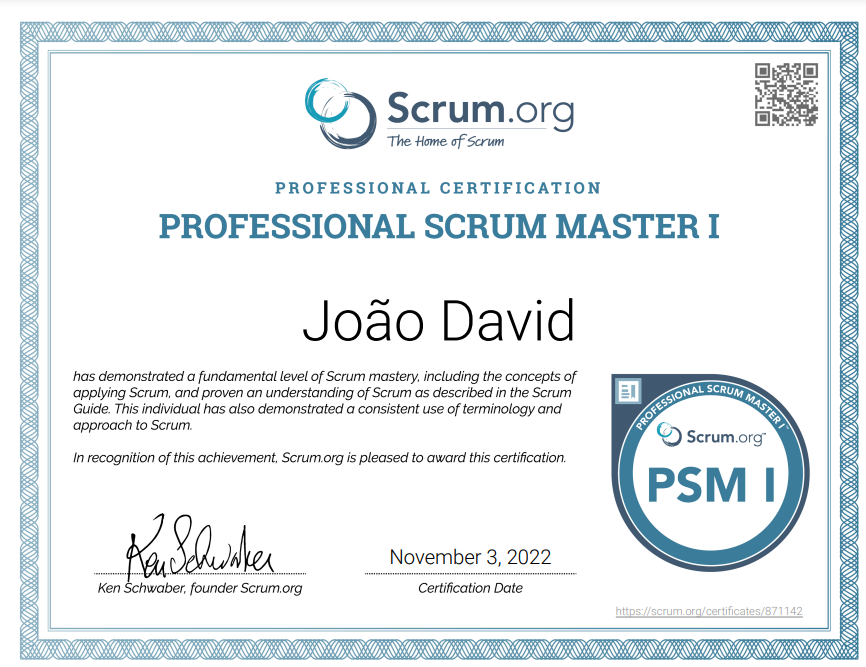 Scrum.org
The Home of Scrum
PROFESSIONAL CERTIFICATION
PROFESSIONAL SCRUM MASTER I
João David
has demonstrated a fundamental level of Scrum mastery, including the concepts of
applying Scrum, and proven an understanding of Scrum as described in the Scrum
Guide. This individual has also demonstrated a consistent use of terminology and
approach to Scrum.
In recognition of this achievement, Scrum.org is pleased to award this certification.
PROFESSIONAL SCRUM MASTER I
Scrum.org™
PSM I
Ken Schwaber
November 3, 2022
Ken Schwaber, founder Scrum.org
Certification Date
https://scrum.org/certificates/871142